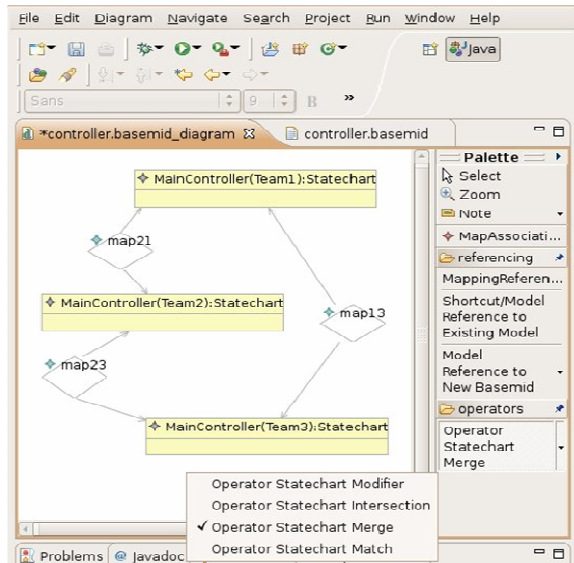 File Edit Diagram Navigate Search Project Run Window Help
Java
Sans 9 B »
*controller.basemid_diagram controller.basemid
Palette
Select
Zoom
Note
MapAssociati...
referencing
MappingReferen...
Shortcut/Model
Reference to
Existing Model
Model
Reference to
New Basemid
operators
Operator
Statechart
Merge
MainController(Team1):Statechart
map21
MainController(Team2):Statechart
map13
map23
MainController(Team3):Statechart
Operator Statechart Modifier
Operator Statechart Intersection
Operator Statechart Merge
Operator Statechart Match
Problems @ Javadoc